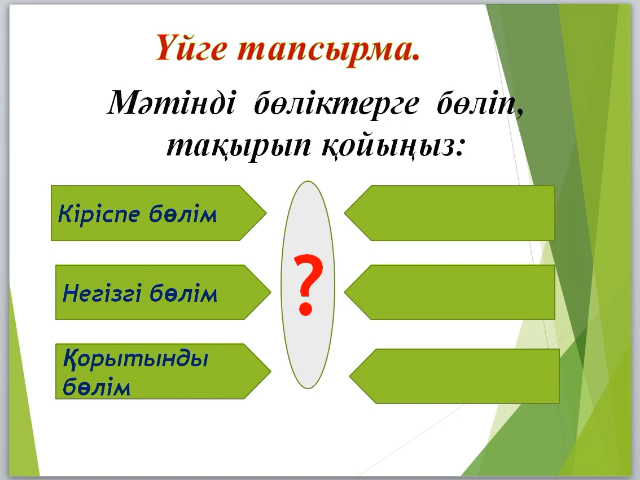 Үйге тапсырма.
Мәтінді бөліктерге бөліп,
тақырып қойыңыз:
Кіріспе бөлім
?
Негізгі бөлім
Қорытынды
бөлім